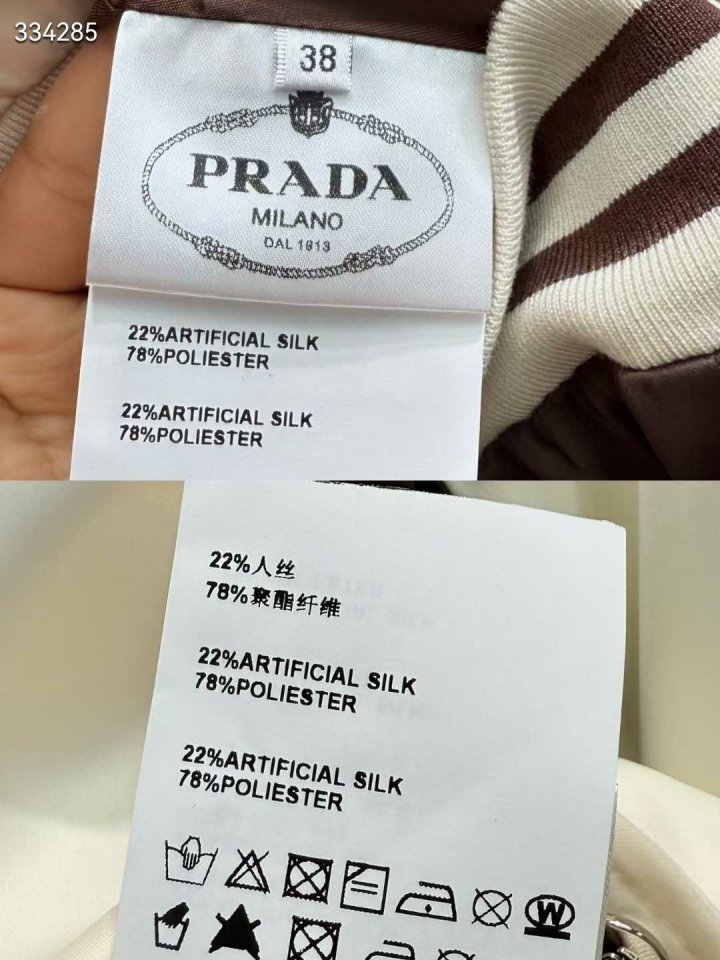 334285
38
PRADA
MILANO
DAL 1913
22%ARTIFICIAL SILK
78%POLIESTER
22%ARTIFICIAL SILK
78%POLIESTER
22%人丝
78%聚酯纤维
22%ARTIFICIAL SILK
78%POLIESTER
22%ARTIFICIAL SILK
78%POLIESTER
W